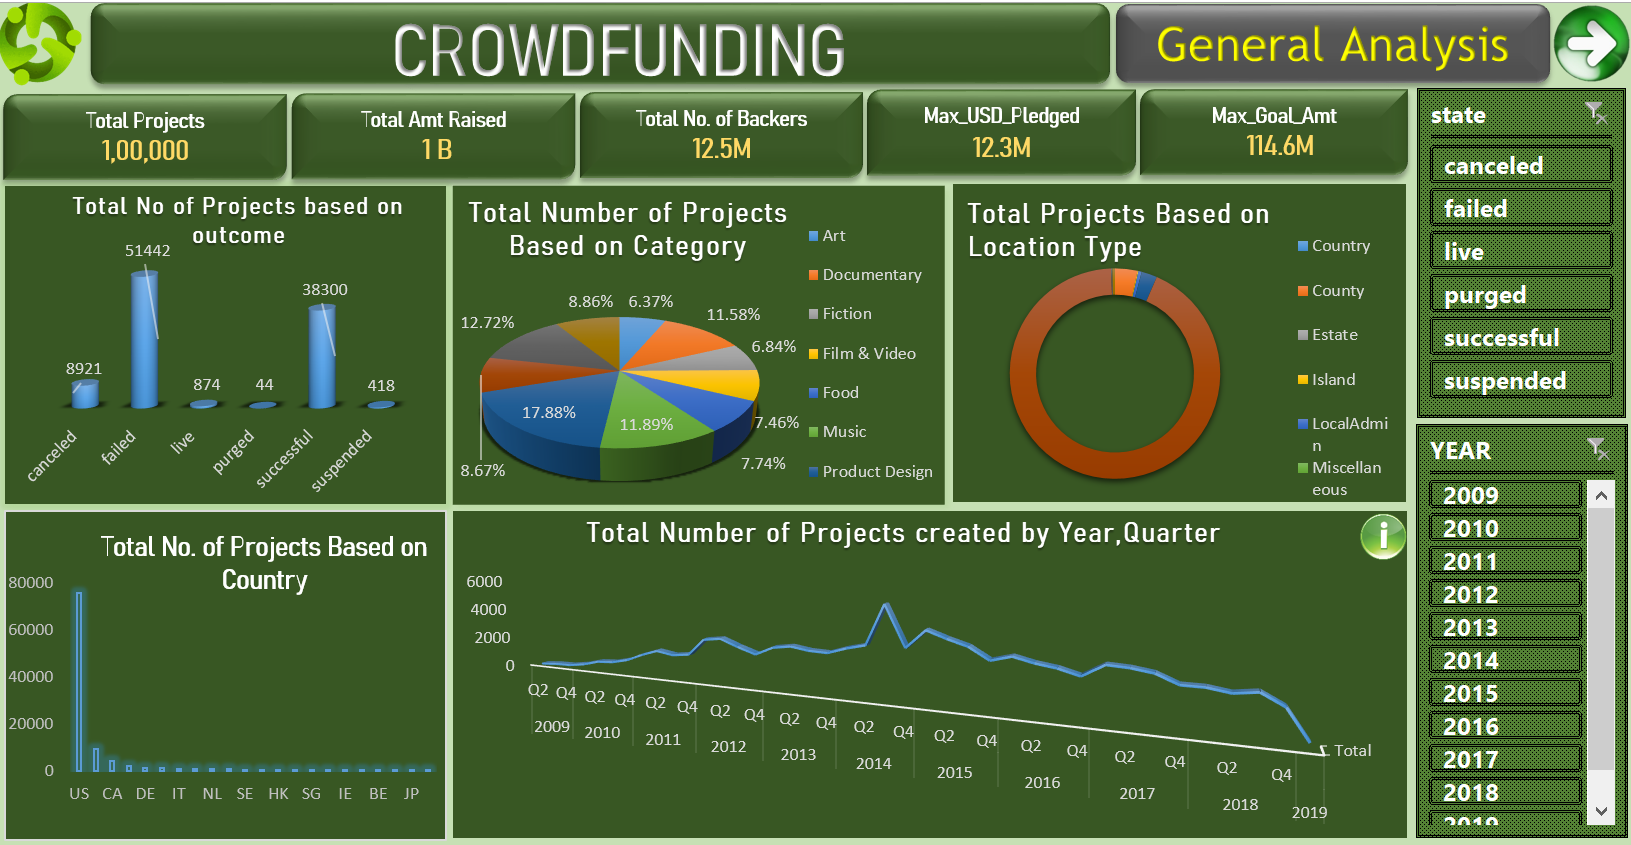 CROWDFUNDING
General Analysis
Total Projects
1,00,000
Total Amt Raised
1 B
Total No. of Backers
12.5M
Max_USD_Pledged
12.3M
Max_Goal_Amt
114.6M
state
canceled
failed
live
purged
successful
suspended
Total No of Projects based on
outcome
51442
38300
8921
874
44
418
canceled
failed
live
purged
successful
suspended
Total Number of Projects
Based on Category
8.86%
6.37%
12.72%
11.58%
6.84%
17.88%
11.89%
7.46%
7.74%
8.67%
Art
Documentary
Fiction
Film & Video
Food
Music
Product Design
Total Projects Based on
Location Type
Country
County
Estate
Island
LocalAdmi
n
Miscellan
eous
YEAR
2009
2010
2011
2012
2013
2014
2015
2016
2017
2018
2019
Total No. of Projects Based on
Country
80000
60000
40000
20000
0
US CA DE IT NL SE HK SG IE BE JP
Total Number of Projects created by Year,Quarter
i
6000
4000
2000
0
Q2 Q4 Q2 Q4 Q2 Q4 Q2 Q4 Q2 Q4 Q2 Q4 Q2 Q4 Q2 Q4 Q2 Q4 Q2 Q4
2009 2010 2011 2012 2013 2014 2015 2016 2017 2018 2019
Total